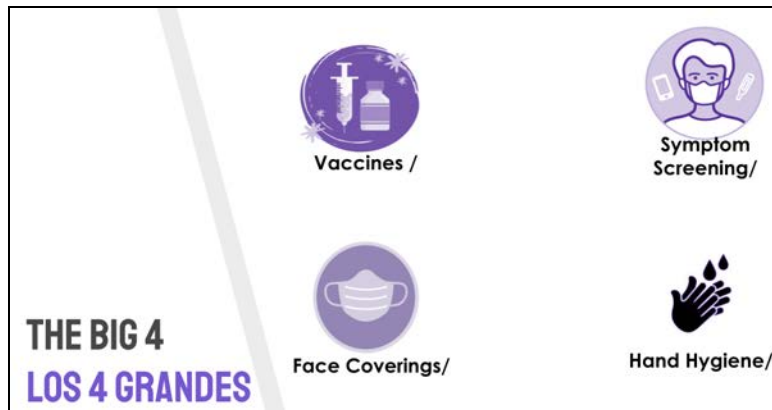 Vaccines /
Symptom
Screening/
Face Coverings/
Hand Hygiene/
THE BIG 4
LOS 4 GRANDES